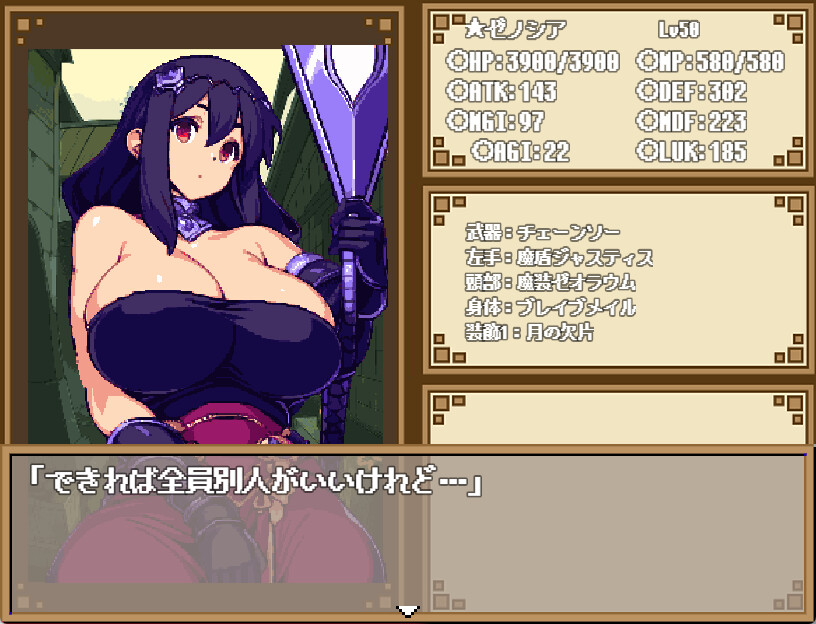 ★ゼノシア Lv50
HP:3900/3900 MP:580/580
ATK:143 DEF:302
MGI:97 MDF:223
AGI:22 LUK:185
武器:チェーンソー
左手:魔盾ジャスティス
頭部:魔装ゼオラウム
身体:ブレイブメイル
装飾1:月の欠片
「できれば全員別人がいいけれど…」